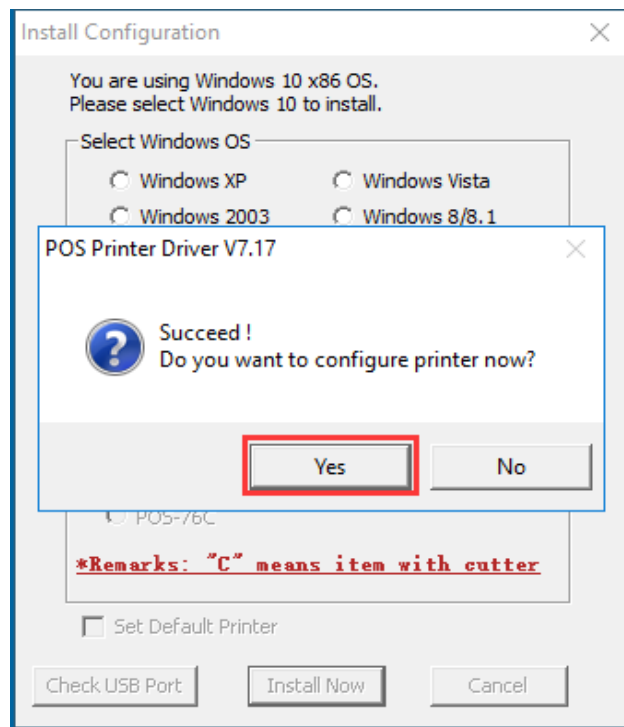 Install Configuration
You are using Windows 10 x86 OS.
Please select Windows 10 to install.
Select Windows OS
Windows XP
Windows Vista
Windows 2003
Windows 8/8.1
POS Printer Driver V7.17
Succeed !
Do you want to configure printer now?
Yes
No
POS-76C
*Remarks: "C" means item with cutter
Set Default Printer
Check USB Port
Install Now
Cancel